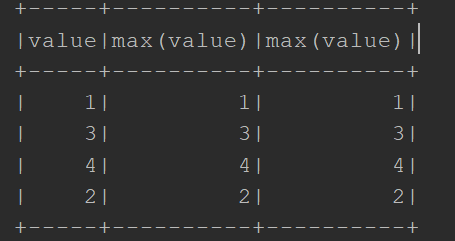 +-----+----------+----------+
|value|max(value)|max(value)|
+-----+----------+----------+
|    1|         1|         1|
|    3|         3|         3|
|    4|         4|         4|
|    2|         2|         2|
+-----+----------+----------+